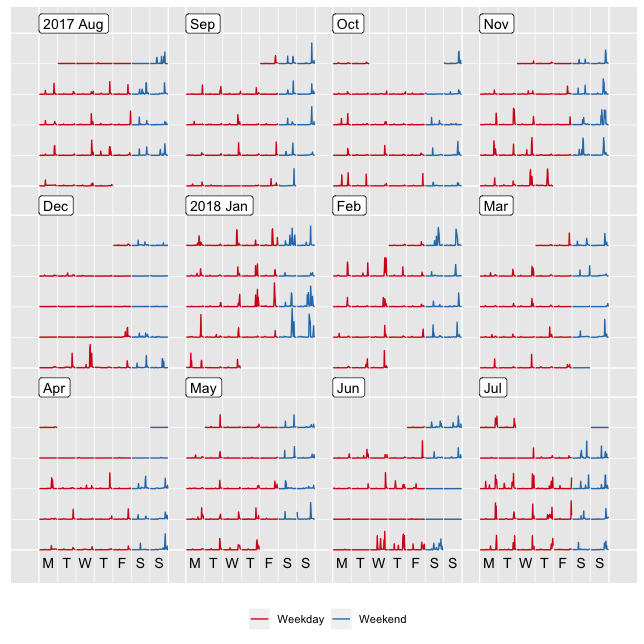 2017 Aug Sep Oct Nov
Dec 2018 Jan Feb Mar
Apr May Jun Jul
M T W T F S S M T W T F S S M T W T F S S M T W T F S S
Weekday Weekend